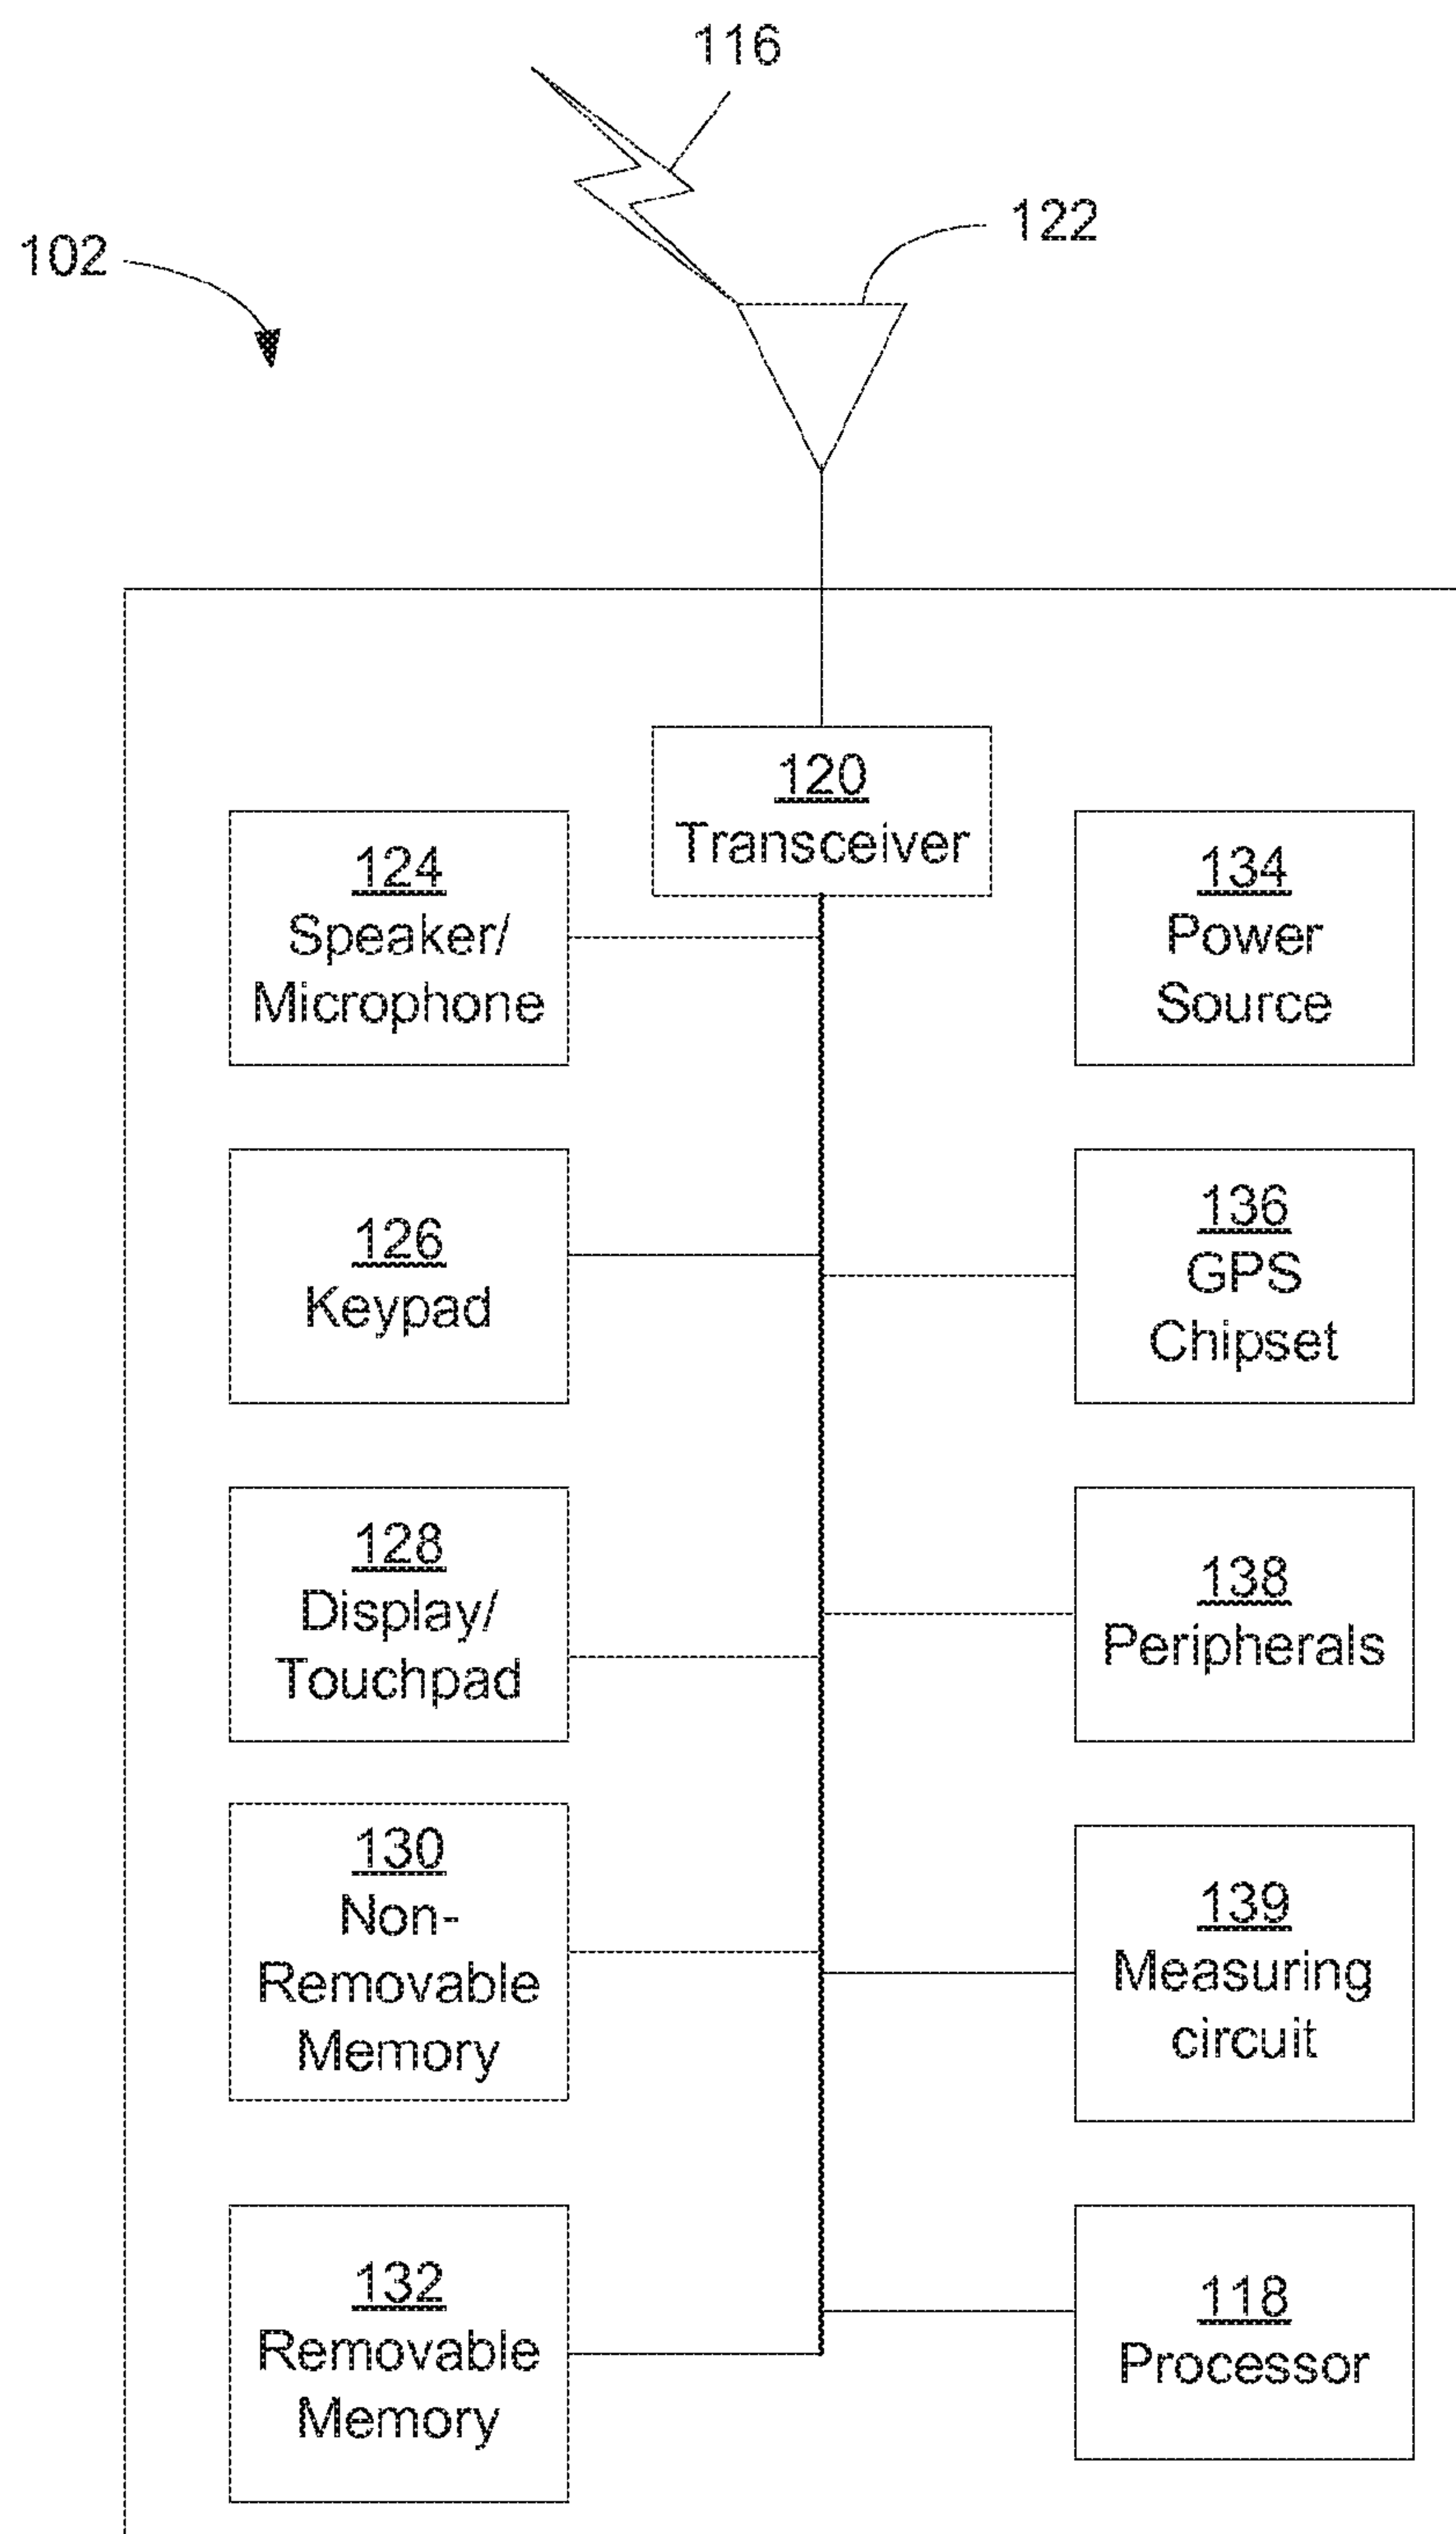 116
122
102
120
Transceiver
124
Speaker/
Microphone
134
Power
Source
126
Keypad
136
GPS
Chipset
128
Display/
Touchpad
138
Peripherals
130
Non-
Removable
Memory
139
Measuring
circuit
132
Removable
Memory
118
Processor